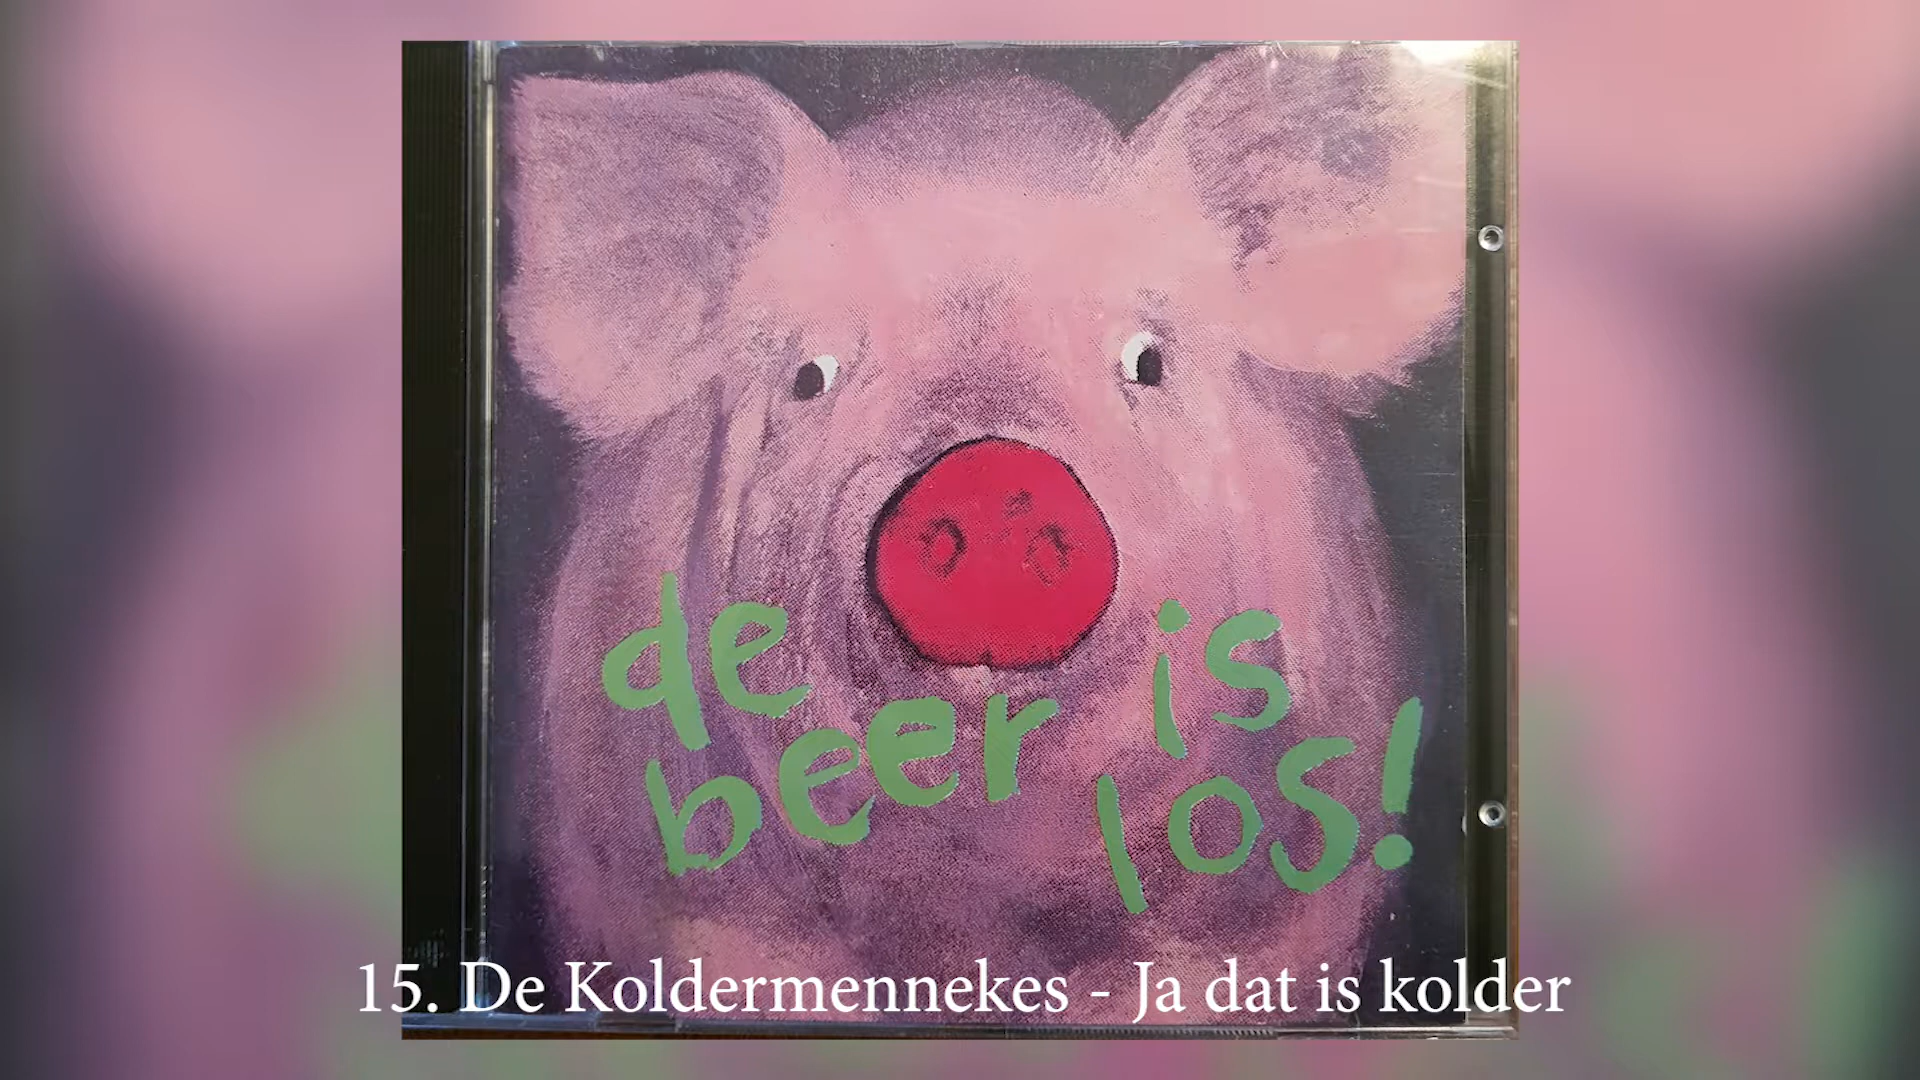 de is
beer los!
15. De Koldermennekes - Ja dat is kolder